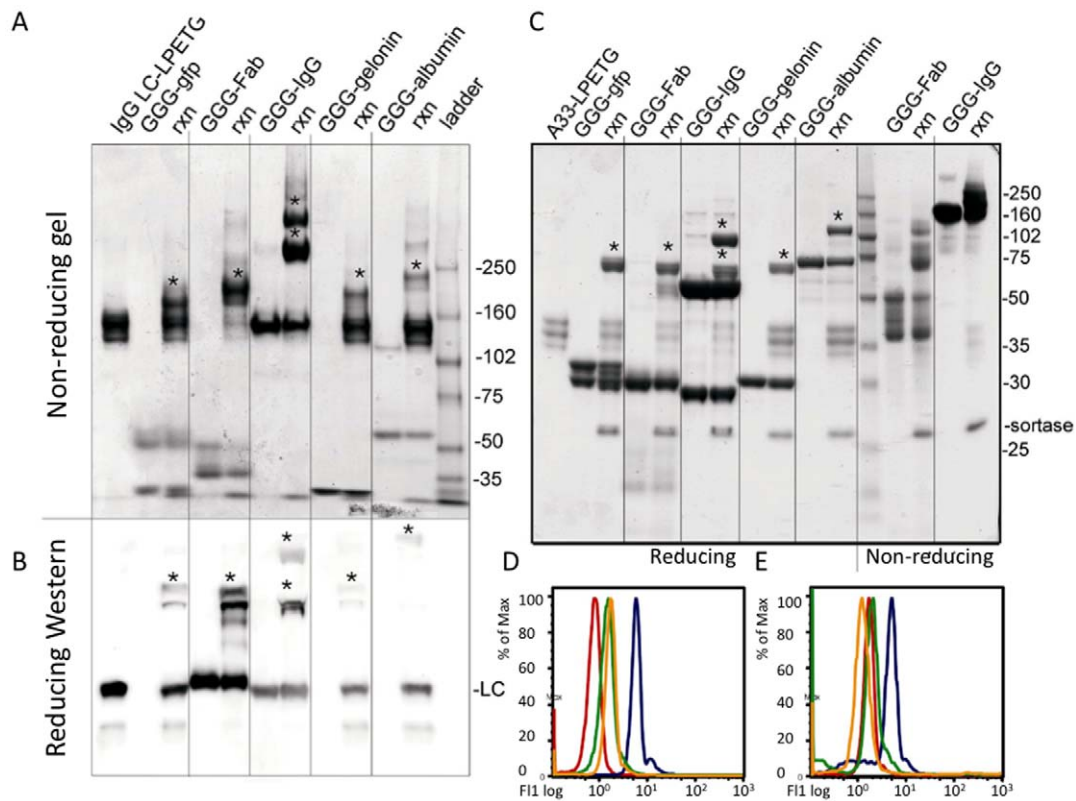 A
IgG LC-LPETG
GGG-gfp
rxn
GGG-Fab
rxn
GGG-IgG
rxn
GGG-gelonin
rxn
GGG-albumin
rxn
ladder
Non-reducing gel
*
*
*
*
*
*
-250
-160
-102
-75
-50
-35
B
Reducing Western
*
*
*
*
*
*
-LC
C
A33-LPETG
GGG-gfp
rxn
GGG-Fab
rxn
GGG-IgG
rxn
GGG-gelonin
rxn
GGG-albumin
rxn
GGG-Fab
rxn
GGG-IgG
rxn
*
*
*
*
*
*
-250
-160
-102
-75
-50
-35
-30
-sortase
-25
Reducing
Non-reducing
D
% of Max
100
80
60
40
20
0
Max
0
Fl1 log
10⁰
10¹
10²
10³
E
% of Max
100
80
60
40
20
0
Max
0
Fl1 log
10⁰
10¹
10²
10³